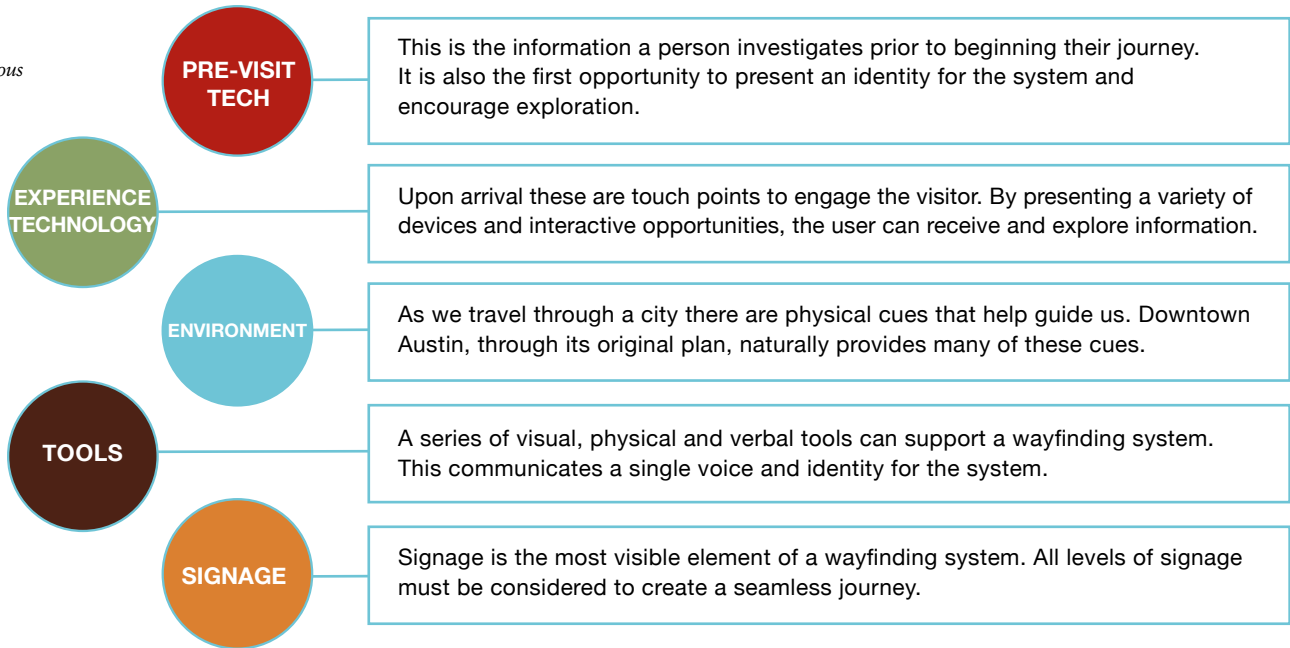 PRE-VISIT
TECH
This is the information a person investigates prior to beginning their journey.
It is also the first opportunity to present an identity for the system and
encourage exploration.
EXPERIENCE
TECHNOLOGY
Upon arrival these are touch points to engage the visitor. By presenting a variety of
devices and interactive opportunities, the user can receive and explore information.
ENVIRONMENT
As we travel through a city there are physical cues that help guide us. Downtown
Austin, through its original plan, naturally provides many of these cues.
TOOLS
A series of visual, physical and verbal tools can support a wayfinding system.
This communicates a single voice and identity for the system.
SIGNAGE
Signage is the most visible element of a wayfinding system. All levels of signage
must be considered to create a seamless journey.